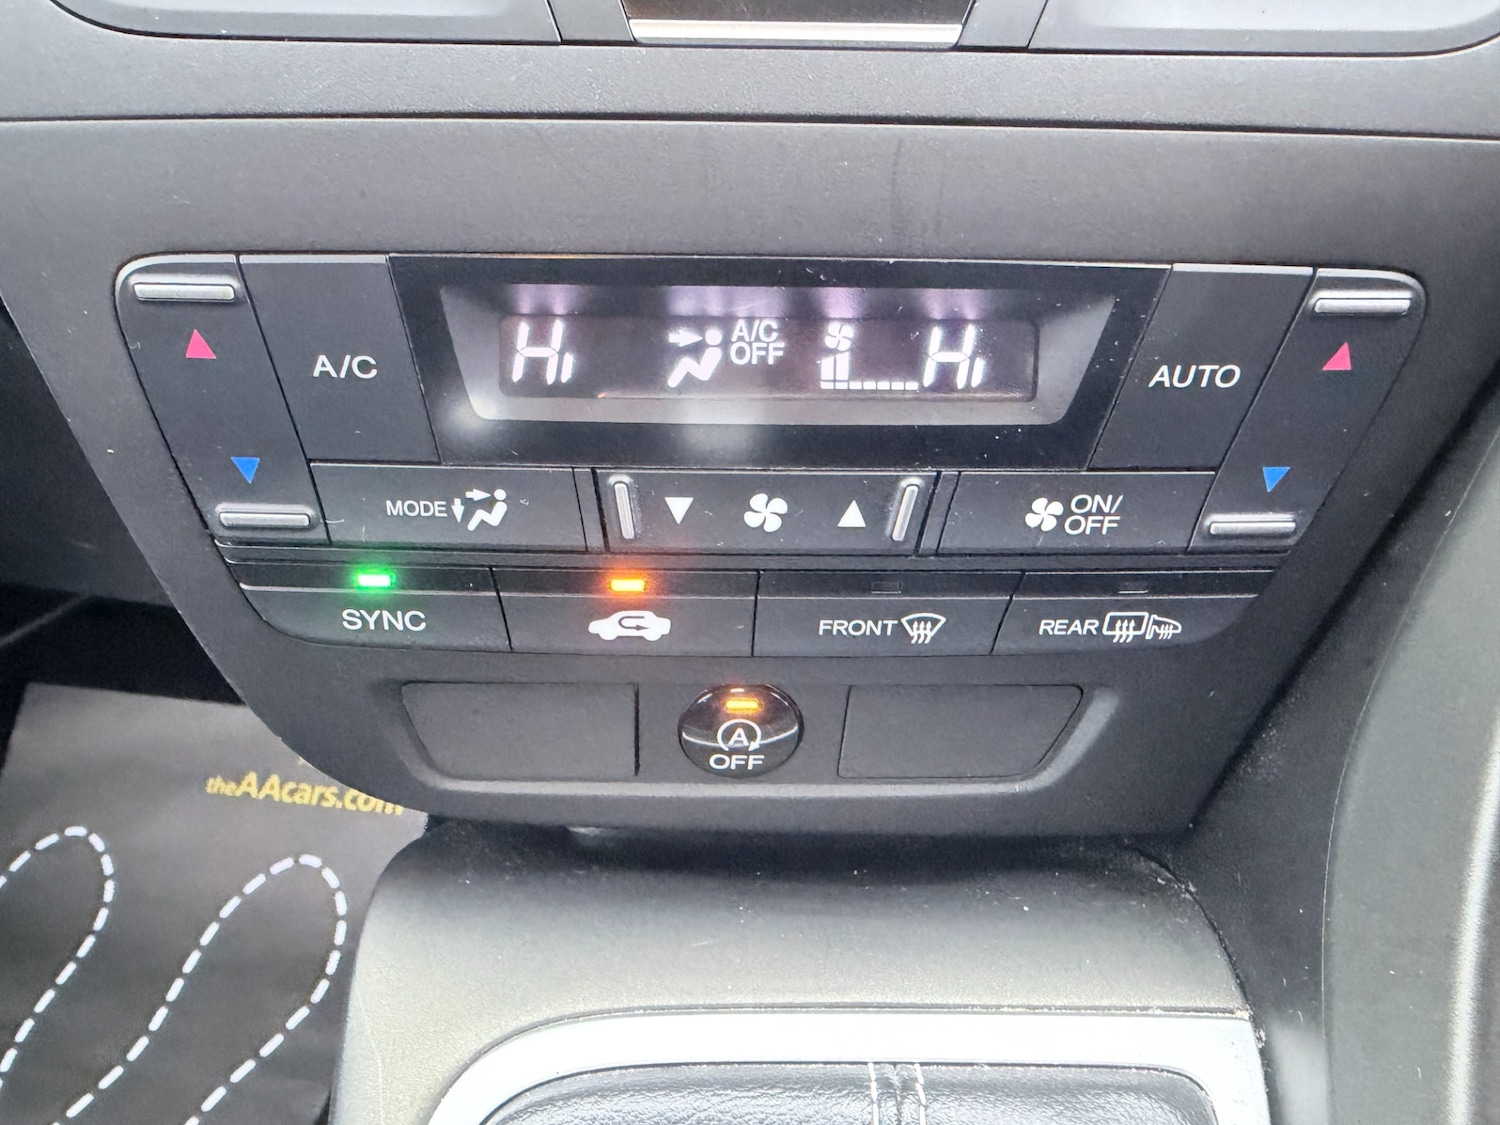 Hi A/C OFF Hi
A/C
AUTO
MODE
ON/
OFF
SYNC
FRONT
REAR
A
OFF
theAAcars.com